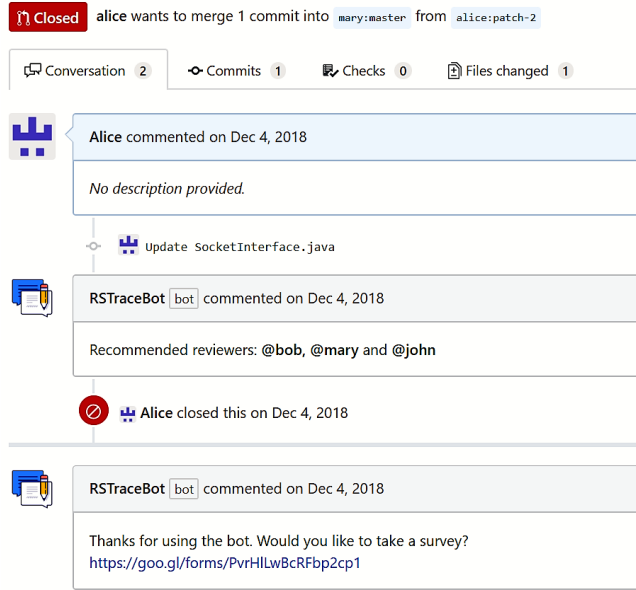 Closed alice wants to merge 1 commit into mary:master from alice:patch-2
Conversation 2 Commits 1 Checks 0 Files changed 1
Alice commented on Dec 4, 2018
No description provided.
Update SocketInterface.java
RSTraceBot bot commented on Dec 4, 2018
Recommended reviewers: @bob, @mary and @john
Alice closed this on Dec 4, 2018
RSTraceBot bot commented on Dec 4, 2018
Thanks for using the bot. Would you like to take a survey?
https://goo.gl/forms/PvrHlLwBcRFbp2cp1